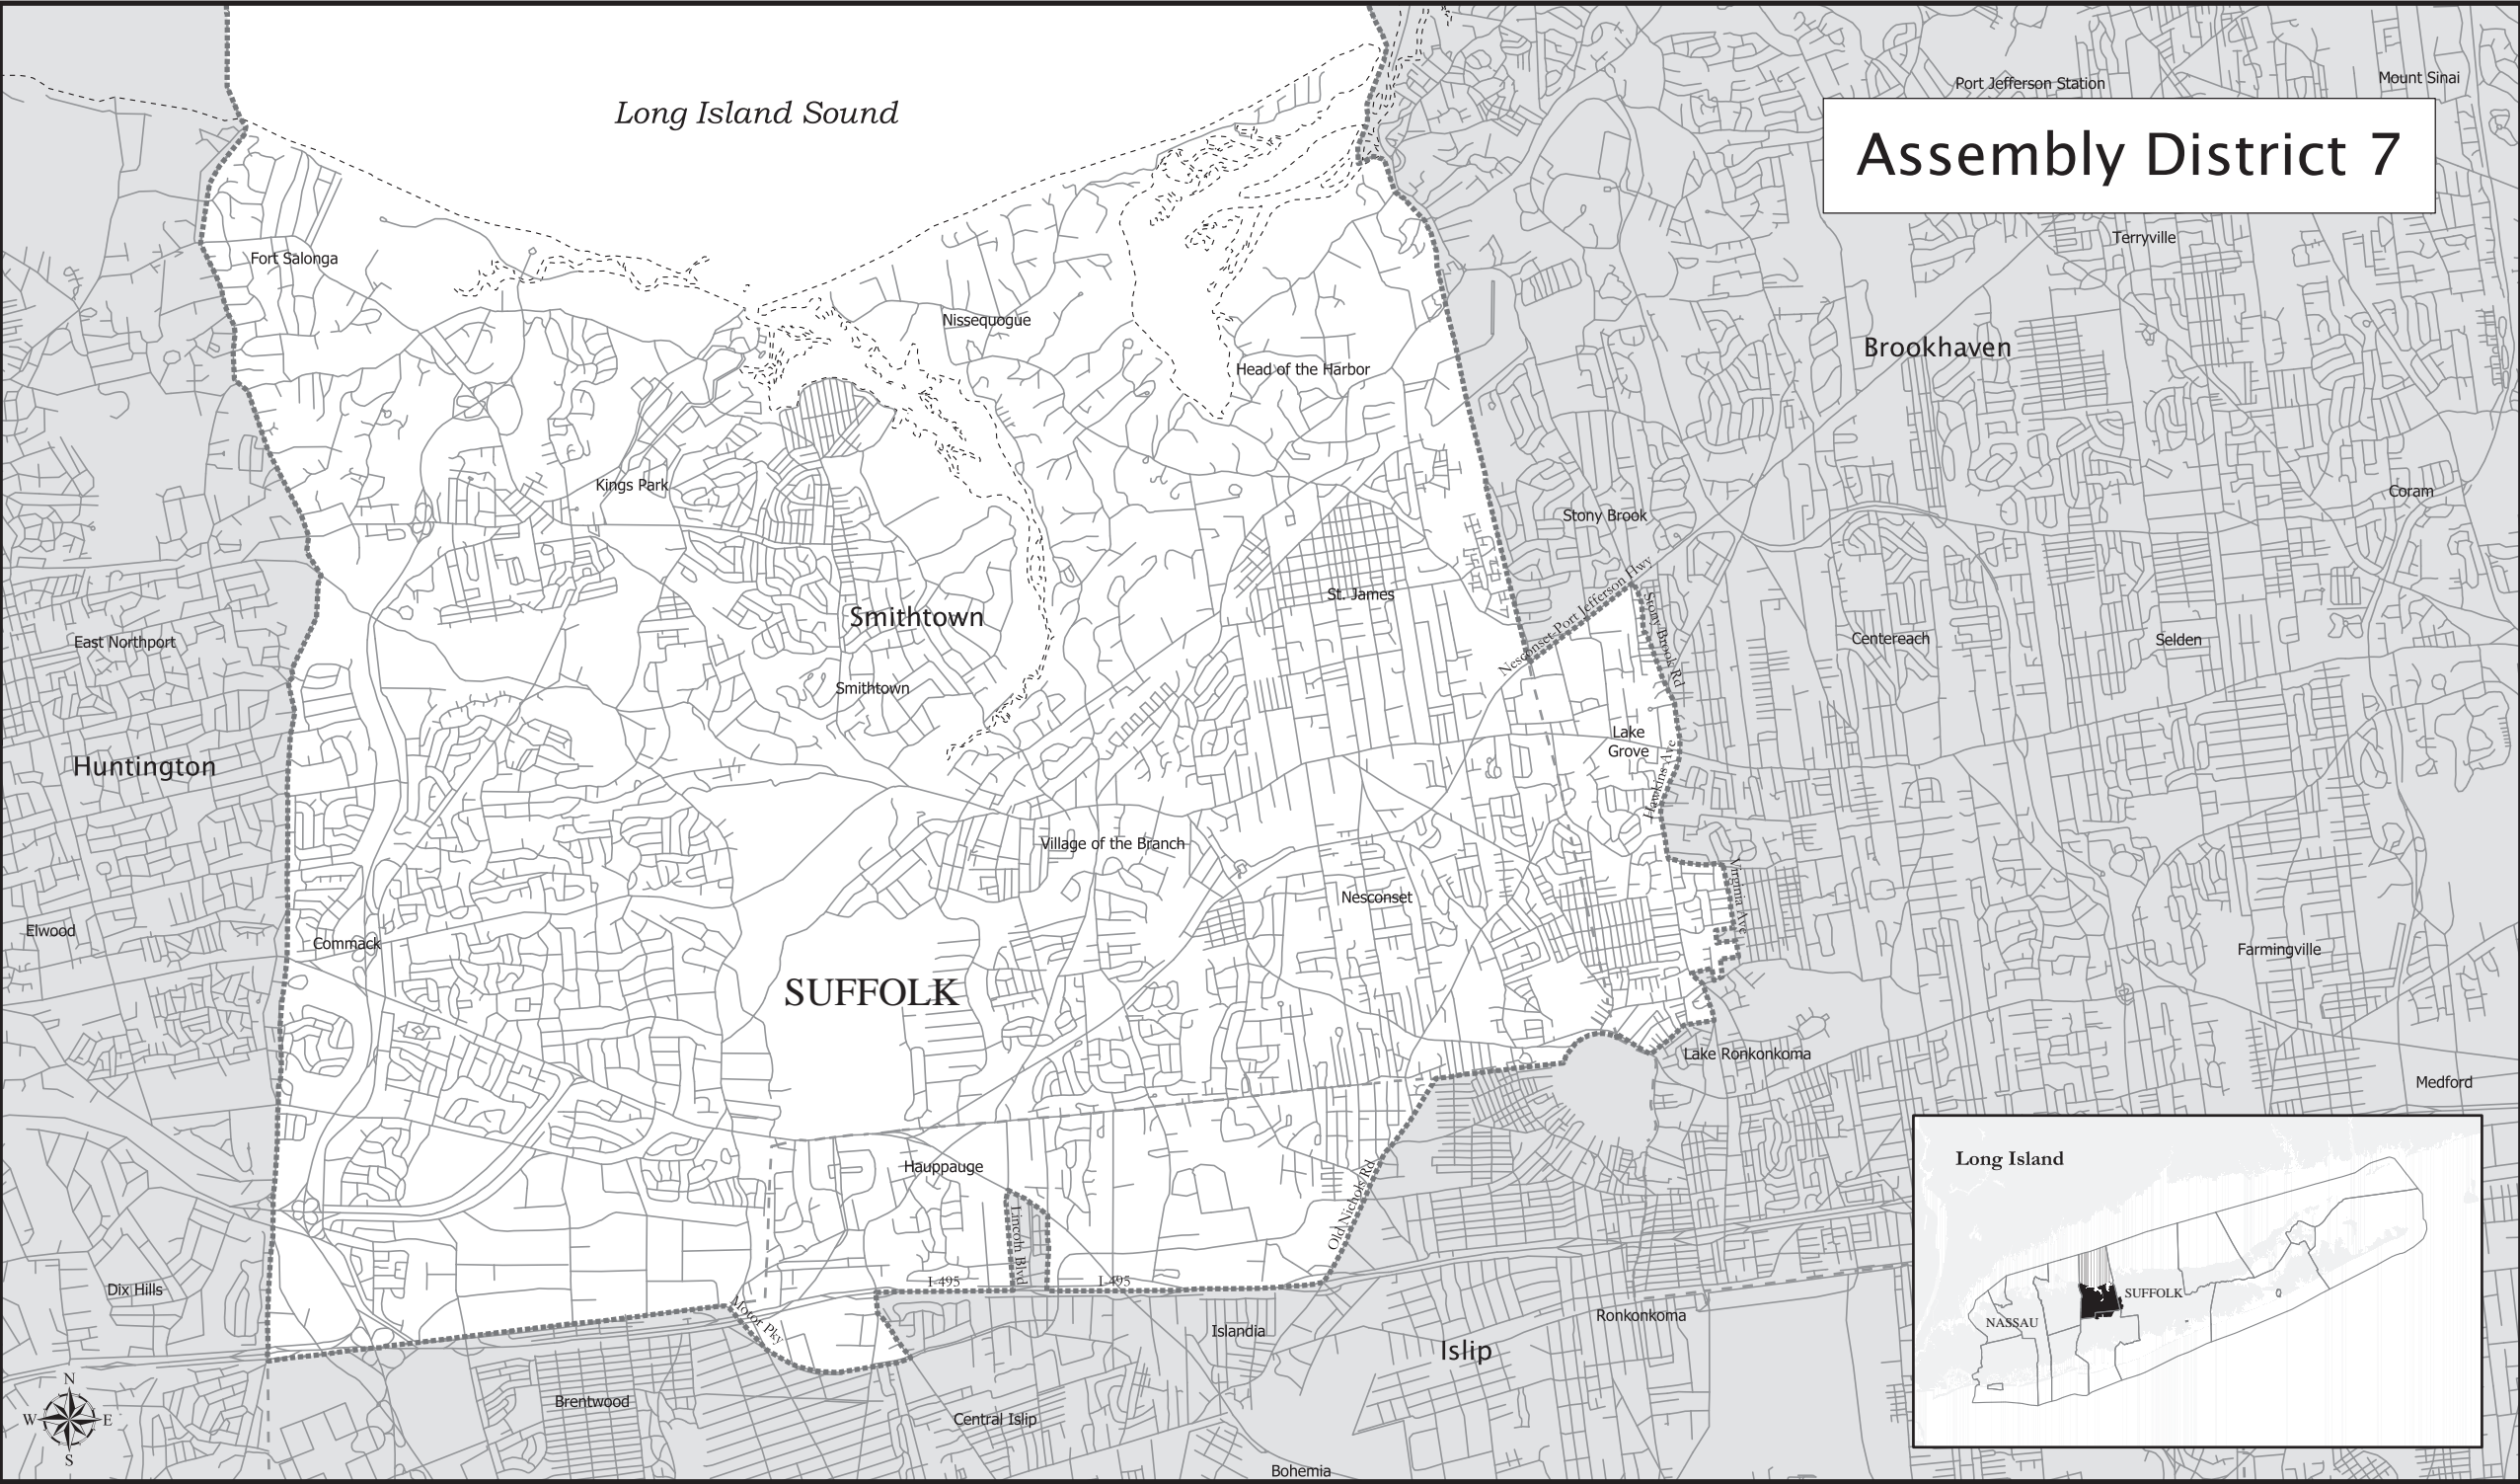 Long Island Sound
Port Jefferson Station
Mount Sinai
Assembly District 7
Terryville
Fort Salonga
Nissequogue
Brookhaven
Head of the Harbor
Kings Park
Coram
Stony Brook
Nesconset-Port Jefferson Hwy
St. James
Stony Brook Rd
Smithtown
East Northport
Centereach
Selden
Smithtown
Lake
Grove
Huntington
Hawkins Ave
Village of the Branch
Virginia Ave
Nesconset
Elwood
Commack
Farmingville
SUFFOLK
Lake Ronkonkoma
Medford
Hauppauge
Old Nichols Rd
Lincoln Blvd
Long Island
I-495
I-495
Dix Hills
SUFFOLK
NASSAU
Motor Pky
Islandia
Ronkonkoma
Islip
Brentwood
Central Islip
Bohemia
N
W
E
S